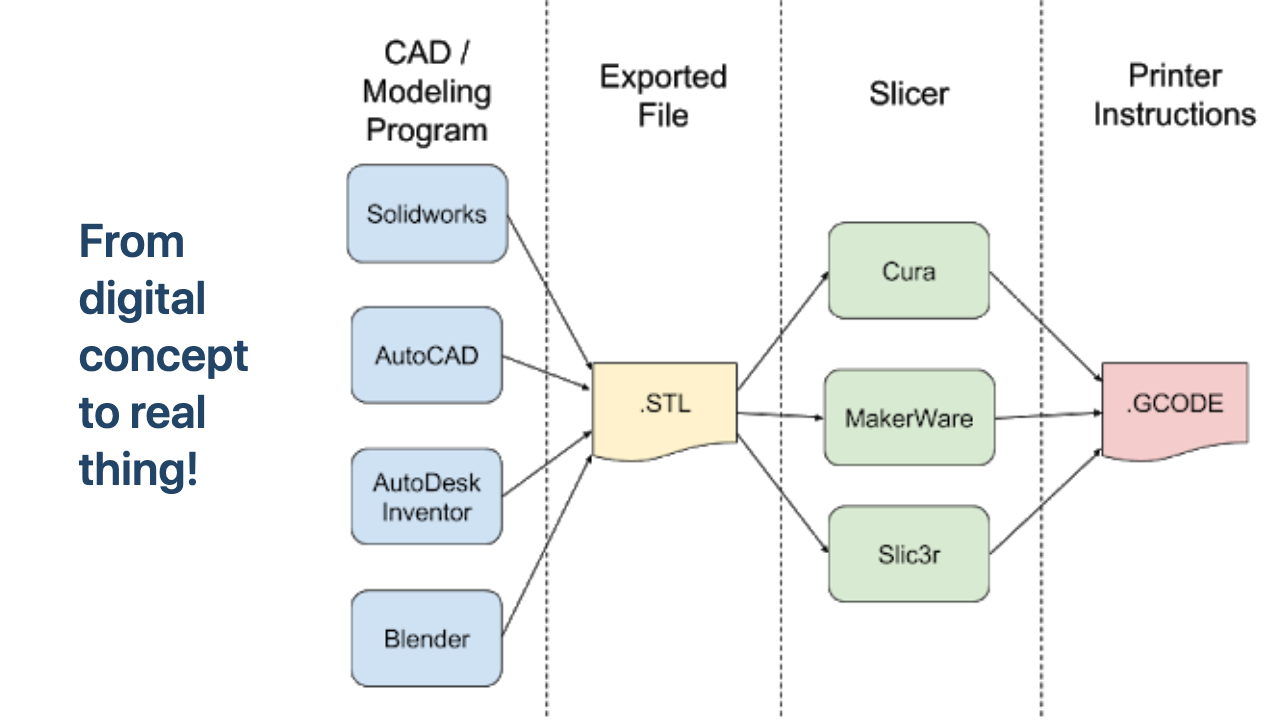 From
digital
concept
to real
thing!
CAD /
Modeling
Program
Exported
File
Slicer
Printer
Instructions
Solidworks
AutoCAD
AutoDesk
Inventor
Blender
.STL
Cura
MakerWare
Slic3r
.GCODE